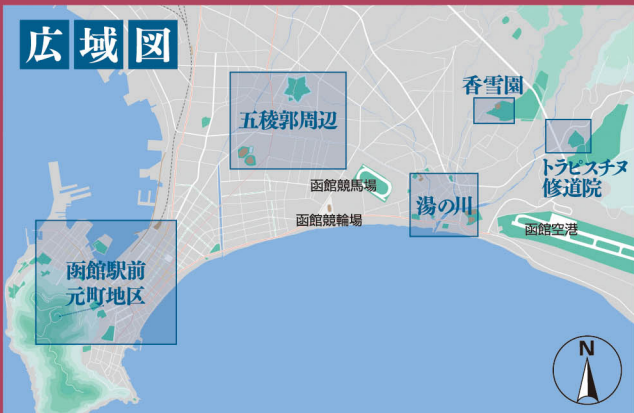 広域図
香雪園
五稜郭周辺
トラピスチヌ
修道院
函館競馬場
湯の川
函館競輪場
函館空港
函館駅前
元町地区
N